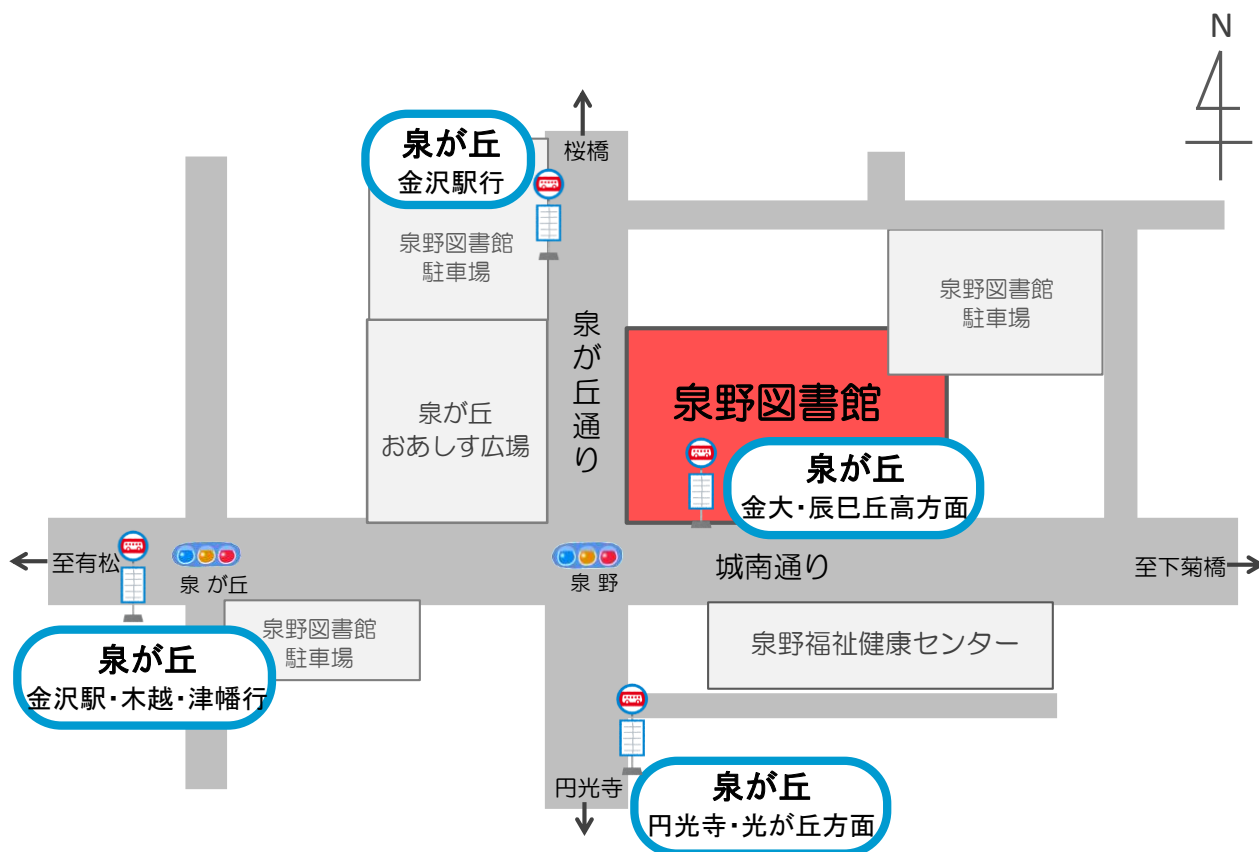 N
泉が丘
金沢駅行
桜橋
泉野図書館
駐車場
泉野図書館
駐車場
泉が丘通り
泉野図書館
泉が丘
おあしす広場
泉が丘
金大・辰巳丘高方面
至有松
泉が丘
泉野
城南通り
至下菊橋
泉野図書館
駐車場
泉野福祉健康センター
泉が丘
金沢駅・木越・津幡行
円光寺
泉が丘
円光寺・光が丘方面